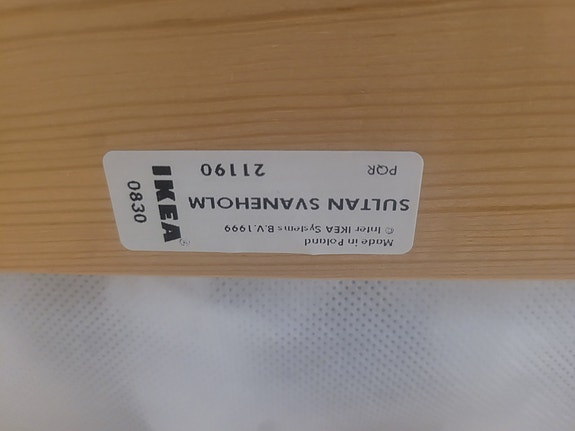 Made in Poland
© Inter IKEA Systems B.V. 1999
SULTAN SVANEHOLM
PQR 21190
IKEA®
0830